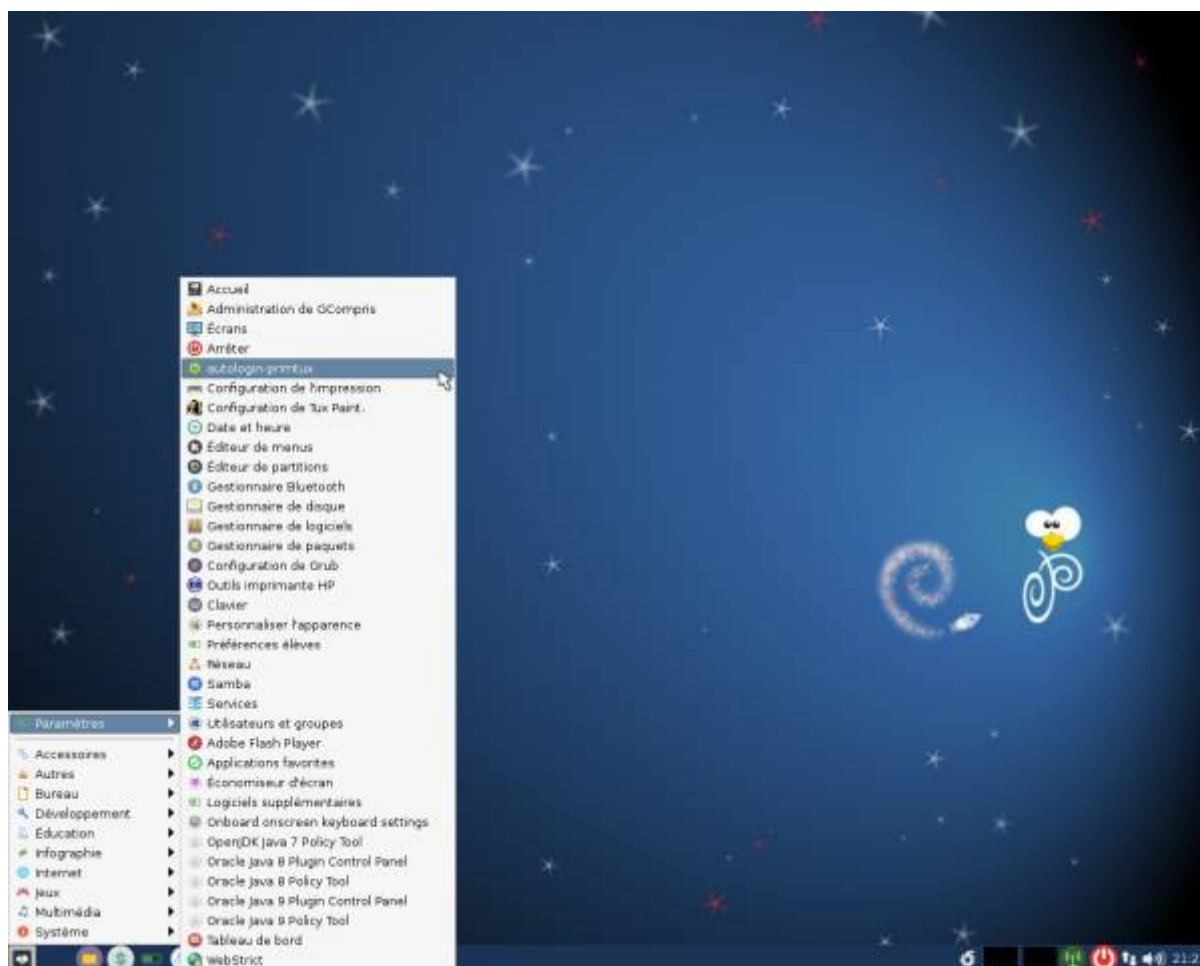 Accueil
Administration de GCompris
Écrans
Arrêter
autologin-primtux
Configuration de l'impression
Configuration de Tux Paint.
Date et heure
Éditeur de menus
Éditeur de partitions
Gestionnaire Bluetooth
Gestionnaire de disque
Gestionnaire de logiciels
Gestionnaire de paquets
Configuration de Grub
Outils imprimante HP
Clavier
Personnaliser l'apparence
Préférences élèves
Réseau
Samba
Services
Utilisateurs et groupes
Adobe Flash Player
Applications favorites
Économiseur d'écran
Logiciels supplémentaires
Onboard onscreen keyboard settings
OpenJDK Java 7 Policy Tool
Oracle Java 8 Plugin Control Panel
Oracle Java 8 Policy Tool
Oracle Java 9 Plugin Control Panel
Oracle Java 9 Policy Tool
Tableau de bord
WebStrict
Paramètres
Accessoires
Autres
Bureau
Développement
Éducation
Infographie
Internet
Jeux
Multimédia
Système